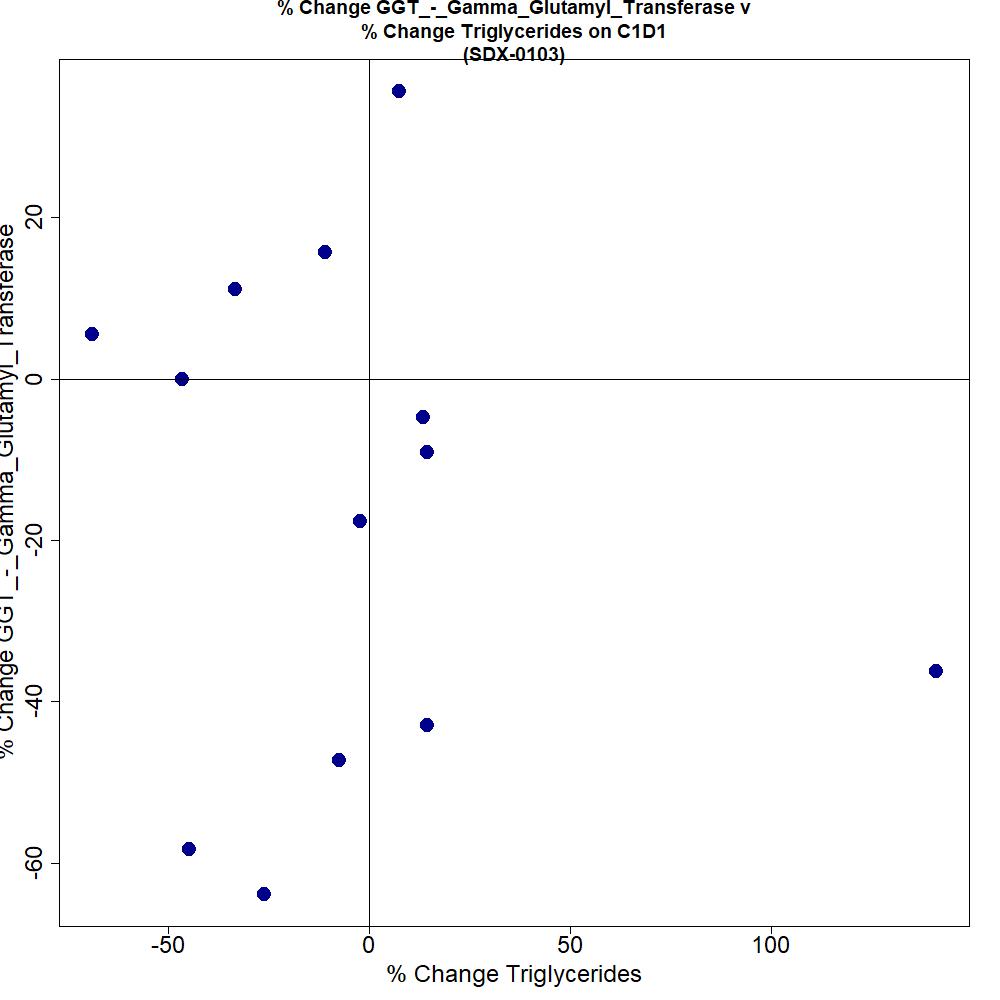 % Change GGT_-_Gamma_Glutamyl_Transferase v
% Change Triglycerides on C1D1
(SDX-0103)
% Change GGT_-_Gamma_Glutamyl_Transferase
20
0
-20
-40
-60
-50 0 50 100
% Change Triglycerides